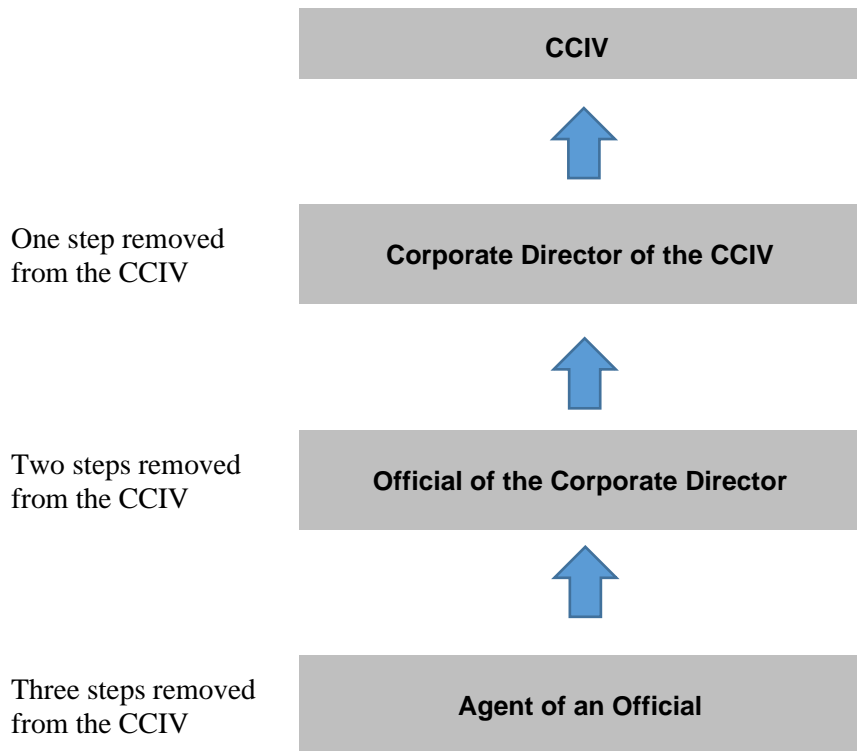 CCIV
One step removed
from the CCIV
Corporate Director of the CCIV
Two steps removed
from the CCIV
Official of the Corporate Director
Three steps removed
from the CCIV
Agent of an Official